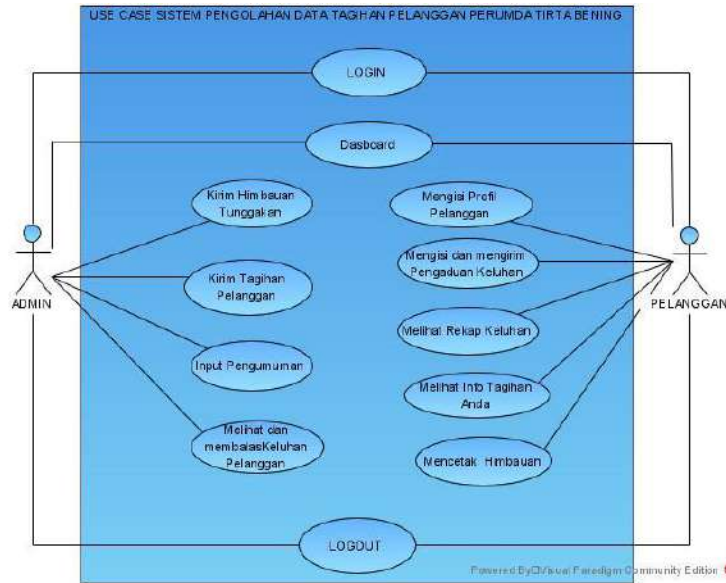 USE CASE SISTEM PENGOLAHAN DATA TAGIHAN PELANGGAN PERUMDA TIRTA BENING
LOGIN
Dasboard
Kirim Himbauan
Tunggakan
Mengisi Profil
Pelanggan
Mengisi dan mengirim
Pengaduan Keluhan
Kirim Tagihan
Pelanggan
ADMIN
PELANGGAN
Melihat Rekap Keluhan
Input Pengumuman
Melihat Info Tagihan
Anda
Melihat dan
membalasKeluhan
Pelanggan
Mencetak Himbauan
LOGOUT
Powered By Visual Paradigm Community Edition